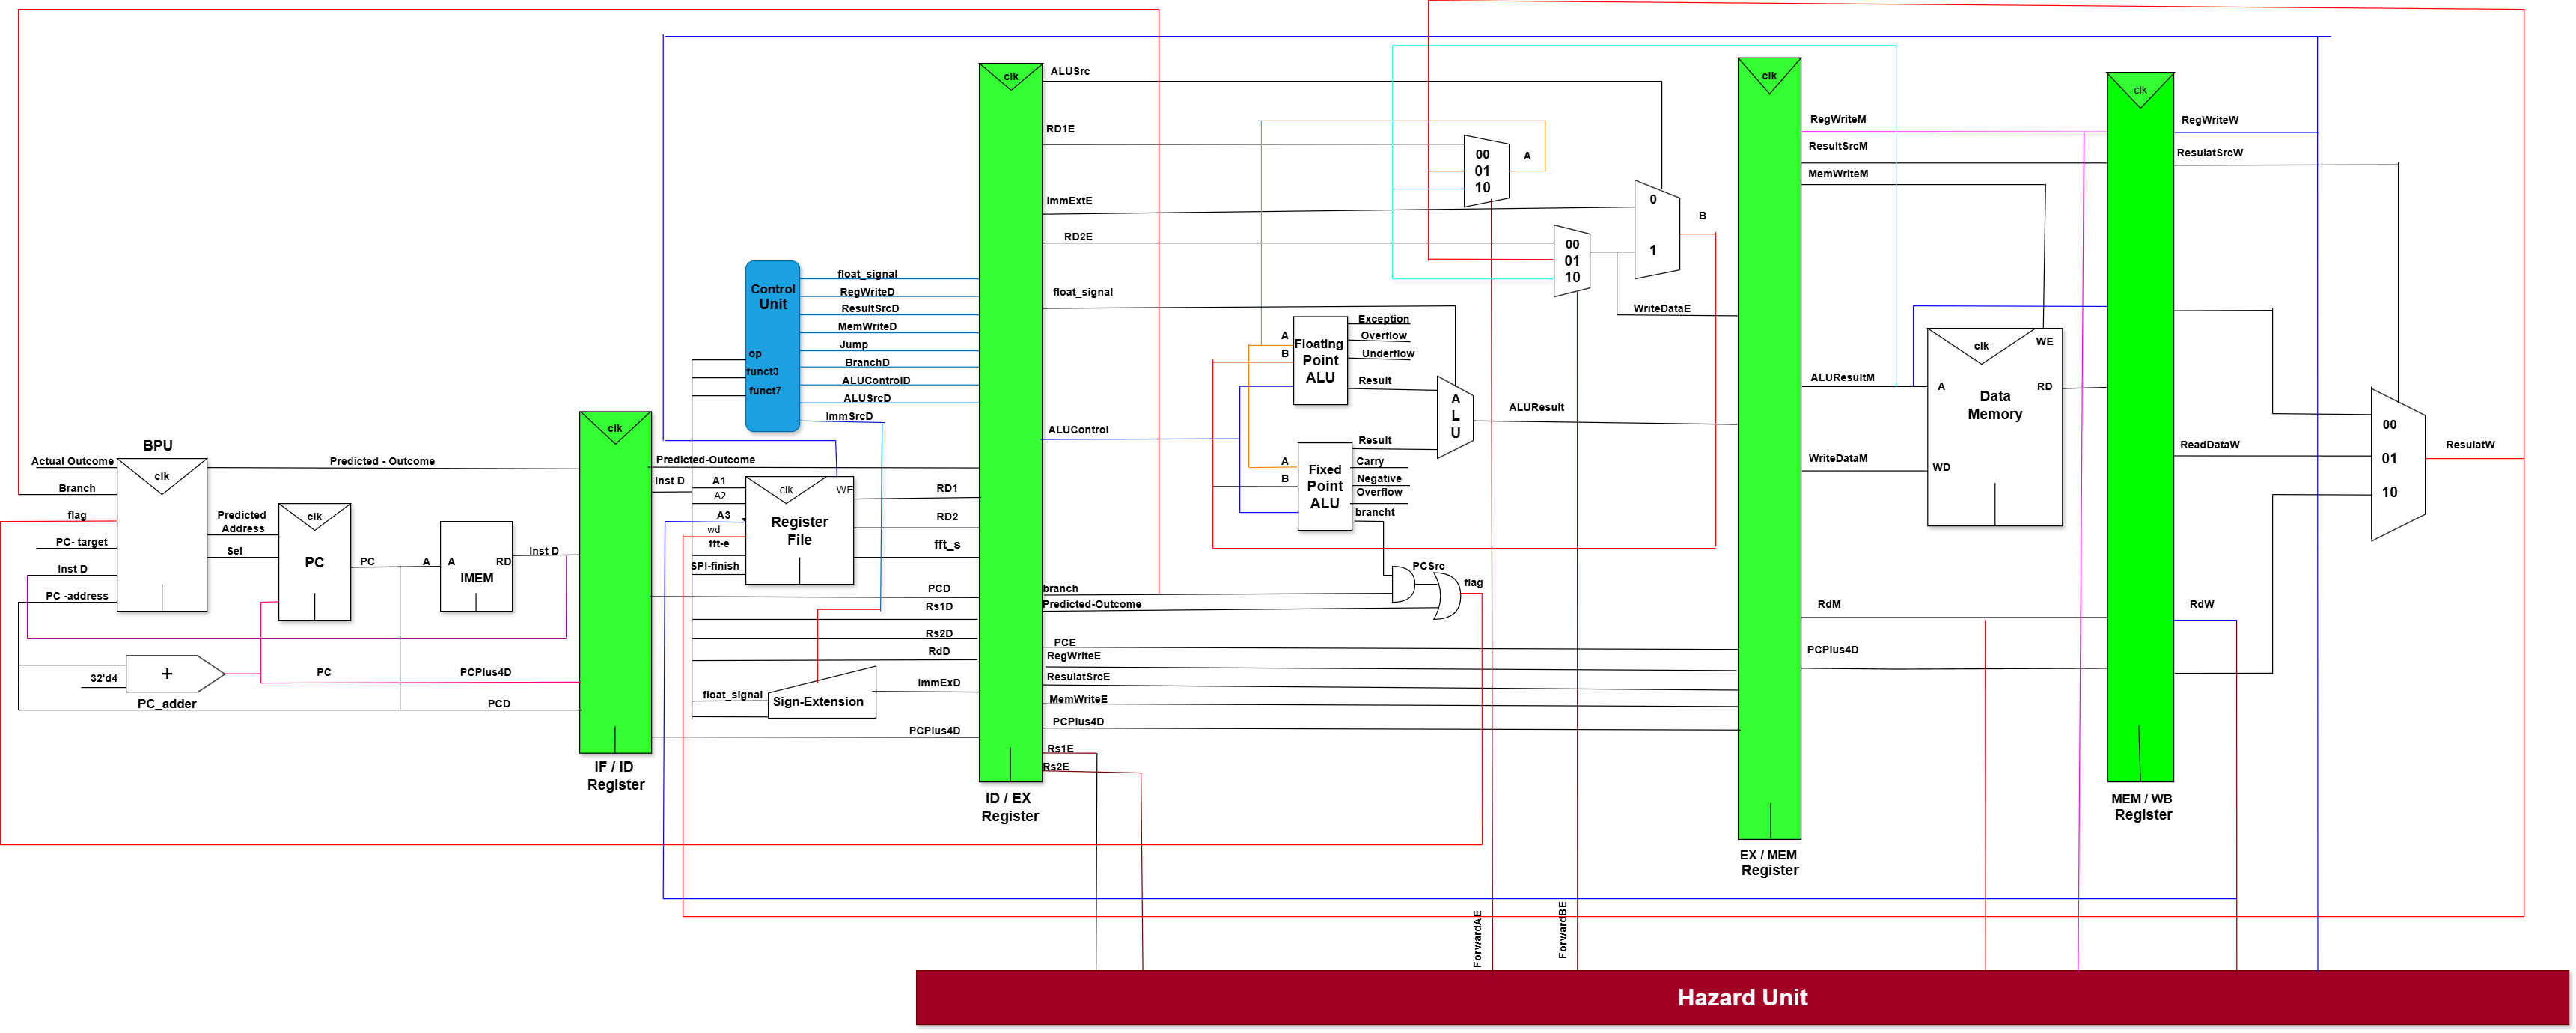 BPU
clk
Actual Outcome
Branch
flag
PC- target
Inst D
PC -address
Predicted - Outcome
Predicted
Address
Sel
clk
PC
PC
A
A
RD
IMEM
Inst D
32'd4
+
PC_adder
PC
PCPlus4D
PCD
clk
IF / ID
Register
Predicted-Outcome
Inst D
Control
Unit
op
funct3
funct7
float_signal
RegWriteD
ResultSrcD
MemWriteD
Jump
BranchD
ALUControlD
ALUSrcD
ImmSrcD
A1
A2
A3
wd
fft-e
SPI-finish
clk
WE
Register
File
RD1
RD2
fft_s
PCD
Rs1D
Rs2D
RdD
float_signal
Sign-Extension
ImmExD
PCPlus4D
clk
ID / EX
Register
ALUSrc
RD1E
ImmExtE
RD2E
float_signal
ALUControl
branch
Predicted-Outcome
PCE
RegWriteE
ResulatSrcE
MemWriteE
PCPlus4D
Rs1E
Rs2E
00
01
10
A
00
01
10
0
1
B
WriteDataE
A
B
Floating
Point
ALU
Exception
Overflow
Underflow
Result
A
B
Fixed
Point
ALU
Result
Carry
Negative
Overflow
brancht
A
L
U
ALUResult
PCSrc
flag
ForwardAE
ForwardBE
clk
EX / MEM
Register
RegWriteM
ResultSrcM
MemWriteM
ALUResultM
WriteDataM
RdM
PCPlus4D
clk
WE
A
RD
Data
Memory
WD
clk
MEM / WB
Register
RegWriteW
ResulatSrcW
ReadDataW
RdW
00
01
10
ResulatW
Hazard Unit